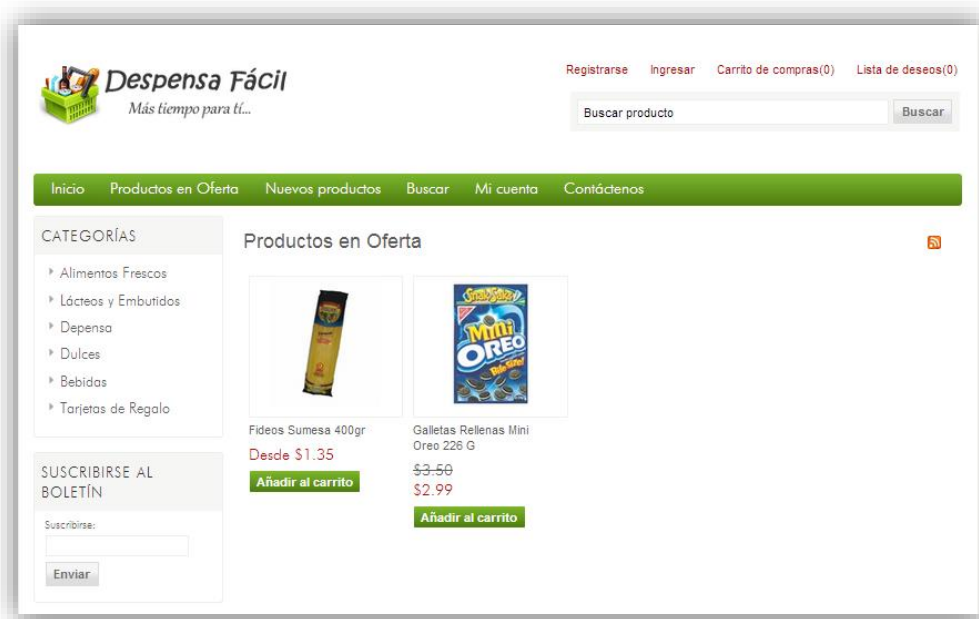 Despensa Fácil
Más tiempo para tí...
Registrarse Ingresar Carrito de compras(0) Lista de deseos(0)
Buscar producto Buscar
Inicio Productos en Oferta Nuevos productos Buscar Mi cuenta Contáctenos
CATEGORÍAS
Alimentos Frescos
Lácteos y Embutidos
Depensa
Dulces
Bebidas
Tarjetas de Regalo
SUSCRIBIRSE AL
BOLETÍN
Suscribirse:
Enviar
Productos en Oferta
Fideos Sumesa 400gr
Desde $1.35
Añadir al carrito
Mini
OREO
Bite Size!
Galletas Rellenas Mini
Oreo 226 G
$3.50
$2.99
Añadir al carrito